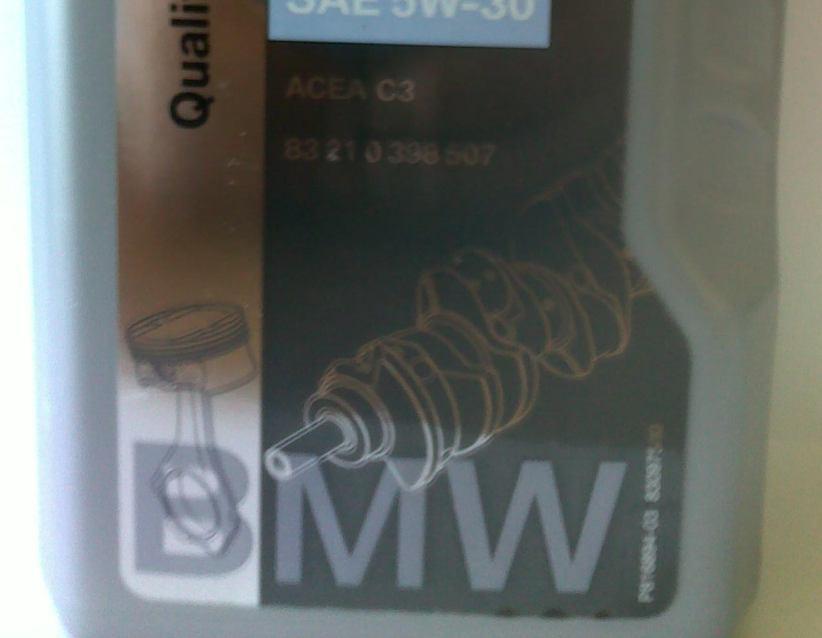 SAE 5W-30
Quali
ACEA C3
83 21 0 398 507
BMW